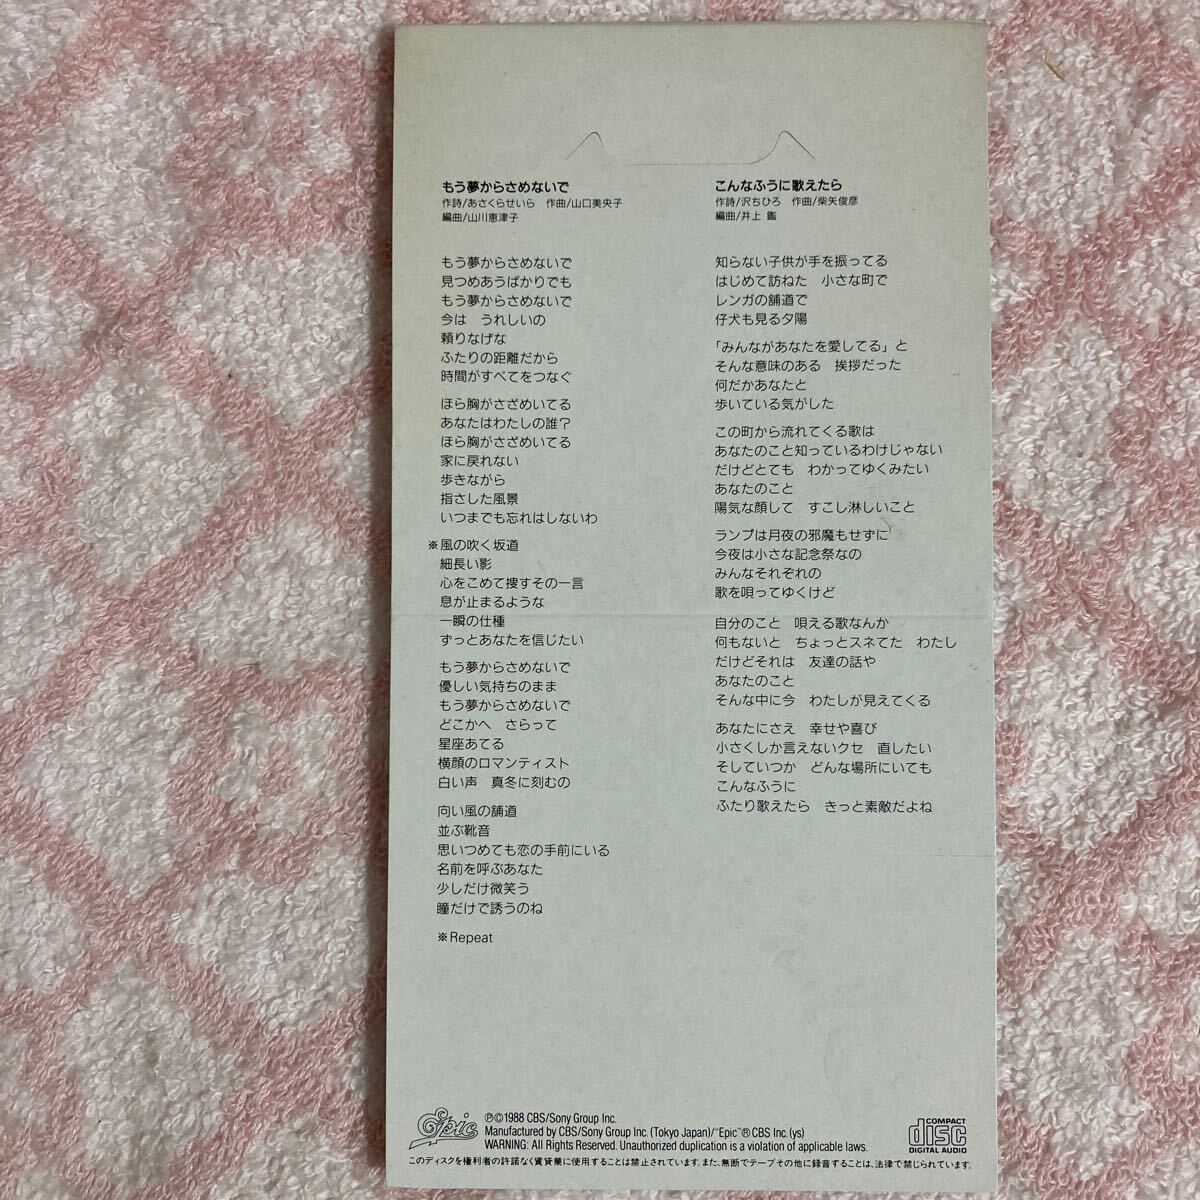 もう夢からさめないで
作詩/あさくらせいら　作曲/山口美央子
編曲/山川恵津子
もう夢からさめないで
見つめあうばかりでも
もう夢からさめないで
今は　うれしいの
頼りなげな
ふたりの距離だから
時間がすべてをつなぐ
ほら胸がさざめいてる
あなたはわたしの誰?
ほら胸がさざめいてる
家に戻れない
歩きながら
指さした風景
いつまでも忘れはしないわ
※風の吹く坂道
細長い影
心をこめて捜すその一言
息が止まるような
一瞬の仕種
ずっとあなたを信じたい
もう夢からさめないで
優しい気持ちのまま
もう夢からさめないで
どこかへ　さらって
星座あてる
横顔のロマンティスト
白い声　真冬に刻むの
向い風の舗道
並ぶ靴音
思いつめても恋の手前にいる
名前を呼ぶあなた
少しだけ微笑う
瞳だけで誘うのね
※Repeat
こんなふうに歌えたら
作詩/沢ちひろ　作曲/柴矢俊彦
編曲/井上 鑑
知らない子供が手を振ってる
はじめて訪ねた　小さな町で
レンガの舗道で
仔犬も見る夕陽
「みんながあなたを愛してる」と
そんな意味のある　挨拶だった
何だかあなたと
歩いている気がした
この町から流れてくる歌は
あなたのこと知っているわけじゃない
だけどとても　わかってゆくみたい
あなたのこと
陽気な顔して　すこし淋しいこと
ランプは月夜の邪魔もせずに
今夜は小さな記念祭なの
みんなそれぞれの
歌を唄ってゆくけど
自分のこと　唄える歌なんか
何もないと　ちょっとスネてた　わたし
だけどそれは　友達の話や
あなたのこと
そんな中に今　わたしが見えてくる
あなたにさえ　幸せや喜び
小さくしか言えないクセ　直したい
そしていつか　どんな場所にいても
こんなふうに
ふたり歌えたら　きっと素敵だよね
Epic
℗©1988 CBS/Sony Group Inc.
Manufactured by CBS/Sony Group Inc. (Tokyo Japan)/"Epic"® CBS Inc. (ys)
WARNING: All Rights Reserved. Unauthorized duplication is a violation of applicable laws.
COMPACT
disc
DIGITAL AUDIO
このディスクを権利者の許諾なく賃貸業に使用することは禁止されています。また、無断でテープその他に録音することは、法律で禁じられています。